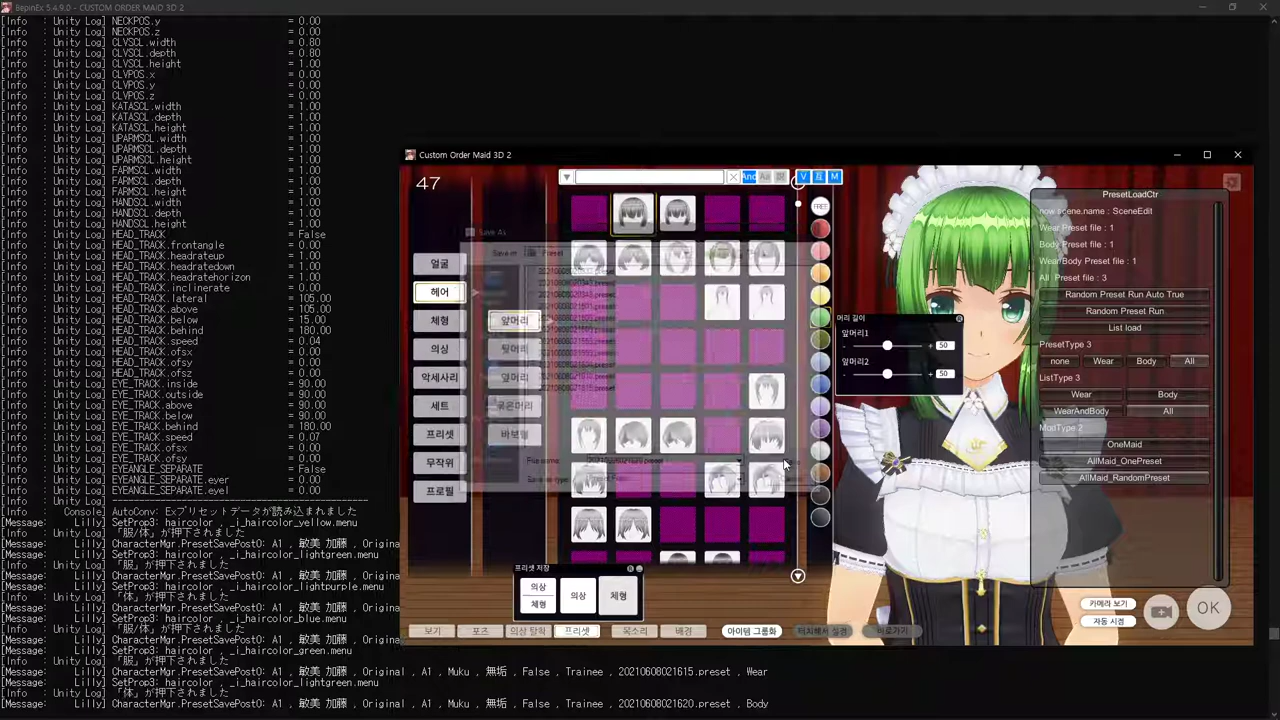 BepInEx 5.4.9.0 - CUSTOM ORDER MAID 3D 2
[Info : Unity Log] NECKPOS.y = 0.00
[Info : Unity Log] NECKPOS.z = 0.00
[Info : Unity Log] CLVSCL.width = 0.80
[Info : Unity Log] CLVSCL.depth = 0.80
[Info : Unity Log] CLVSCL.height = 1.00
[Info : Unity Log] CLVPOS.x = 0.00
[Info : Unity Log] CLVPOS.y = 0.00
[Info : Unity Log] CLVPOS.z = 0.00
[Info : Unity Log] KATASCL.width = 1.00
[Info : Unity Log] KATASCL.depth = 1.00
[Info : Unity Log] KATASCL.height = 1.00
[Info : Unity Log] UPARMSCL.width = 1.00
[Info : Unity Log] UPARMSCL.depth = 1.00
[Info : Unity Log] UPARMSCL.height = 1.00
[Info : Unity Log] FARMSCL.width = 1.00
[Info : Unity Log] FARMSCL.depth = 1.00
[Info : Unity Log] FARMSCL.height = 1.00
[Info : Unity Log] HANDSCL.width = 1.00
[Info : Unity Log] HANDSCL.depth = 1.00
[Info : Unity Log] HANDSCL.height = 1.00
[Info : Unity Log] HEAD_TRACK = False
[Info : Unity Log] HEAD_TRACK.frontangle = 0.00
[Info : Unity Log] HEAD_TRACK.headrateup = 0.00
[Info : Unity Log] HEAD_TRACK.headratedown = 0.00
[Info : Unity Log] HEAD_TRACK.headratehorizon = 0.00
[Info : Unity Log] HEAD_TRACK.inclinerate = 0.00
[Info : Unity Log] HEAD_TRACK.lateral = 105.00
[Info : Unity Log] HEAD_TRACK.above = 105.00
[Info : Unity Log] HEAD_TRACK.below = 15.00
[Info : Unity Log] HEAD_TRACK.behind = 180.00
[Info : Unity Log] HEAD_TRACK.speed = 0.04
[Info : Unity Log] HEAD_TRACK.ofsx = 0.00
[Info : Unity Log] HEAD_TRACK.ofsy = 0.00
[Info : Unity Log] HEAD_TRACK.ofsz = 0.00
[Info : Unity Log] EYE_TRACK.inside = 90.00
[Info : Unity Log] EYE_TRACK.outside = 90.00
[Info : Unity Log] EYE_TRACK.above = 90.00
[Info : Unity Log] EYE_TRACK.below = 90.00
[Info : Unity Log] EYE_TRACK.behind = 180.00
[Info : Unity Log] EYE_TRACK.speed = 0.07
[Info : Unity Log] EYE_TRACK.ofsx = 0.00
[Info : Unity Log] EYE_TRACK.ofsy = 0.00
[Info : Unity Log] EYEANGLE_SEPARATE = False
[Info : Unity Log] EYEANGLE_SEPARATE.eyer = 0.00
[Info : Unity Log] EYEANGLE_SEPARATE.eyel = 0.00
[Info : Unity Log] --------------------------------
[Info : Console] AutoConv: Exプリセットデータが読み込まれました
[Message: Lilly] SetProp3: haircolor , _i_haircolor_yellow.menu
[Info : Unity Log] 「服/体」が押下されました
[Message: Lilly] CharacterMgr.PresetSavePost0: A1 , 敏美 加藤 , Origina
[Message: Lilly] SetProp3: haircolor , _i_haircolor_lightgreen.menu
[Info : Unity Log] 「服」が押下されました
[Message: Lilly] CharacterMgr.PresetSavePost0: A1 , 敏美 加藤 , Origina
[Message: Lilly] SetProp3: haircolor , _i_haircolor_lightpurple.menu
[Info : Unity Log] 「体」が押下されました
[Message: Lilly] CharacterMgr.PresetSavePost0: A1 , 敏美 加藤 , Origina
[Message: Lilly] SetProp3: haircolor , _i_haircolor_blue.menu
[Info : Unity Log] 「服/体」が押下されました
[Message: Lilly] CharacterMgr.PresetSavePost0: A1 , 敏美 加藤 , Origina
[Message: Lilly] SetProp3: haircolor , _i_haircolor_green.menu
[Info : Unity Log] 「服」が押下されました
[Message: Lilly] CharacterMgr.PresetSavePost0: A1 , 敏美 加藤 , Original , A1 , Muku , 無垢 , False , Trainee , 20210608021615.preset , Wear
[Message: Lilly] SetProp3: haircolor , _i_haircolor_lightgreen.menu
[Info : Unity Log] 「体」が押下されました
[Message: Lilly] CharacterMgr.PresetSavePost0: A1 , 敏美 加藤 , Original , A1 , Muku , 無垢 , False , Trainee , 20210608021620.preset , Body
Custom Order Maid 3D 2
47
And Aa
V 互 M
FREE
Save As
Save in: Preset
얼굴
헤어
체형
의상
악세사리
세트
프리셋
무작위
프로필
앞머리
뒷머리
옆머리
묶은머리
바보털
머리 길이
앞머리1
- + 50
앞머리2
- + 50
PresetLoadCtr
now scene.name : SceneEdit
Wear Preset file : 1
Body Preset file : 1
Wear/Body Preset file : 1
All Preset file : 3
Random Preset Run Auto True
Random Preset Run
List load
PresetType 3
none Wear Body All
ListType 3
Wear Body
WearAndBody All
ModType 2
OneMaid
AllMaid_OnePreset
AllMaid_RandomPreset
프리셋 저장
의상
체형
의상
체형
보기 포즈 의상 탈착 프리셋 목소리 배경 아이템 그룹화 터치해서 설정 바로가기
카메라 보기
자동 시점
OK